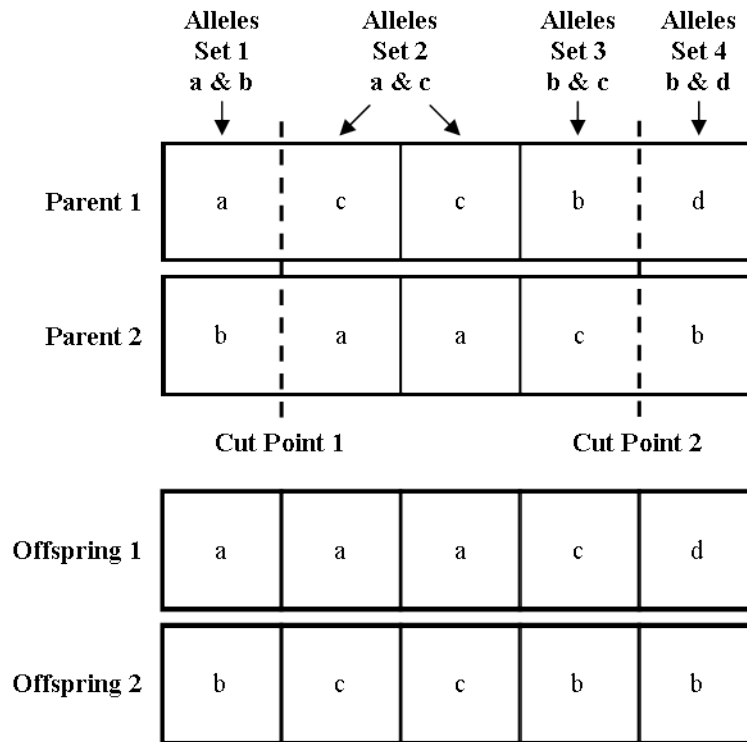 Alleles Alleles Alleles Alleles
Set 1 Set 2 Set 3 Set 4
a & b a & c b & c b & d
Parent 1 a c c b d
Parent 2 b a a c b
Cut Point 1 Cut Point 2
Offspring 1 a a a c d
Offspring 2 b c c b b